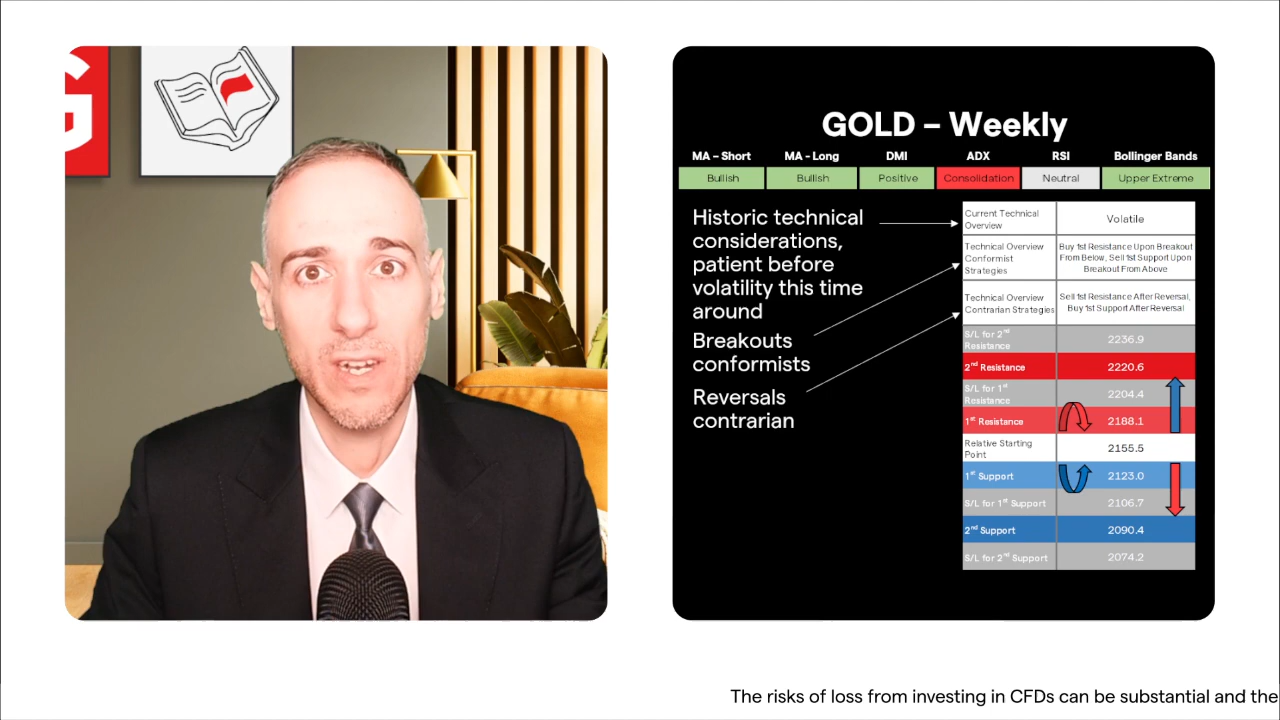 G
GOLD – Weekly
MA – Short MA - Long DMI ADX RSI Bollinger Bands
Bullish Bullish Positive Consolidation Neutral Upper Extreme
Historic technical
considerations,
patient before
volatility this time
around
Breakouts
conformists
Reversals
contrarian
Current Technical
Overview
Volatile
Technical Overview
Conformist
Strategies
Buy 1st Resistance Upon Breakout
From Below, Sell 1st Support Upon
Breakout From Above
Technical Overview
Contrarian Strategies
Sell 1st Resistance After Reversal,
Buy 1st Support After Reversal
S/L for 2nd
Resistance
2236.9
2nd Resistance 2220.6
S/L for 1st
Resistance
2204.4
1st Resistance 2188.1
Relative Starting
Point
2155.5
1st Support 2123.0
S/L for 1st Support 2106.7
2nd Support 2090.4
S/L for 2nd Support 2074.2
The risks of loss from investing in CFDs can be substantial and the